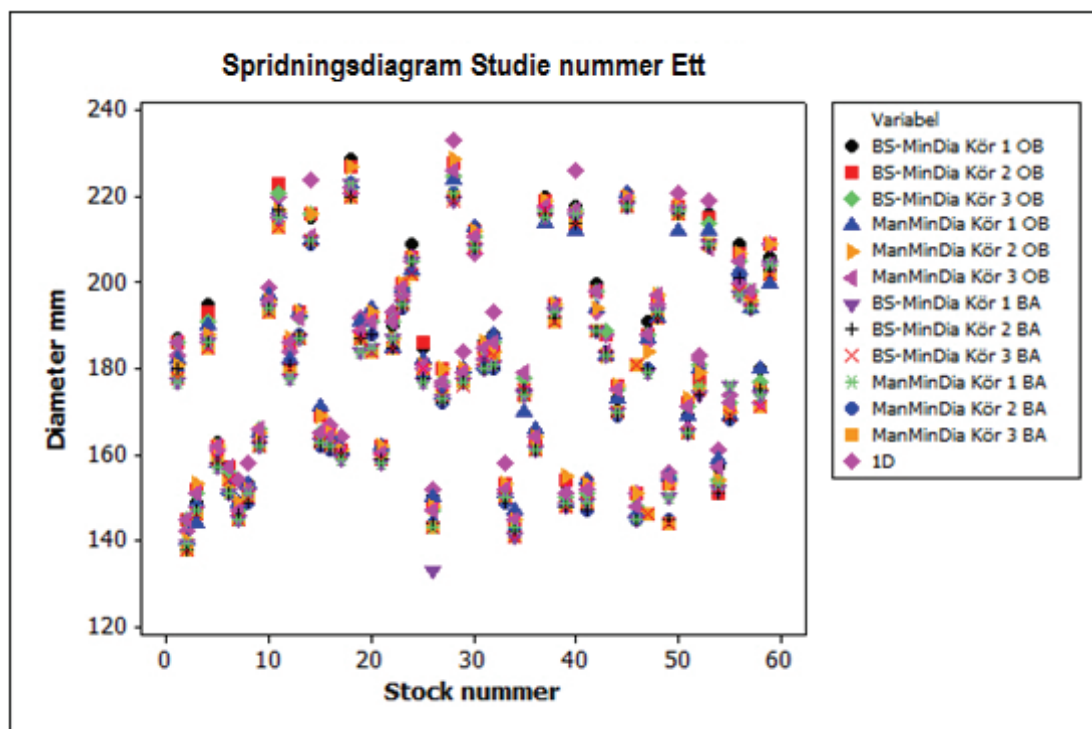 Spridningsdiagram Studie nummer Ett
240
220
200
180
160
140
120
Diameter mm
0
10
20
30
40
50
60
Stock nummer
Variabel
BS-MinDia Kör 1 OB
BS-MinDia Kör 2 OB
BS-MinDia Kör 3 OB
ManMinDia Kör 1 OB
ManMinDia Kör 2 OB
ManMinDia Kör 3 OB
BS-MinDia Kör 1 BA
BS-MinDia Kör 2 BA
BS-MinDia Kör 3 BA
ManMinDia Kör 1 BA
ManMinDia Kör 2 BA
ManMinDia Kör 3 BA
1D